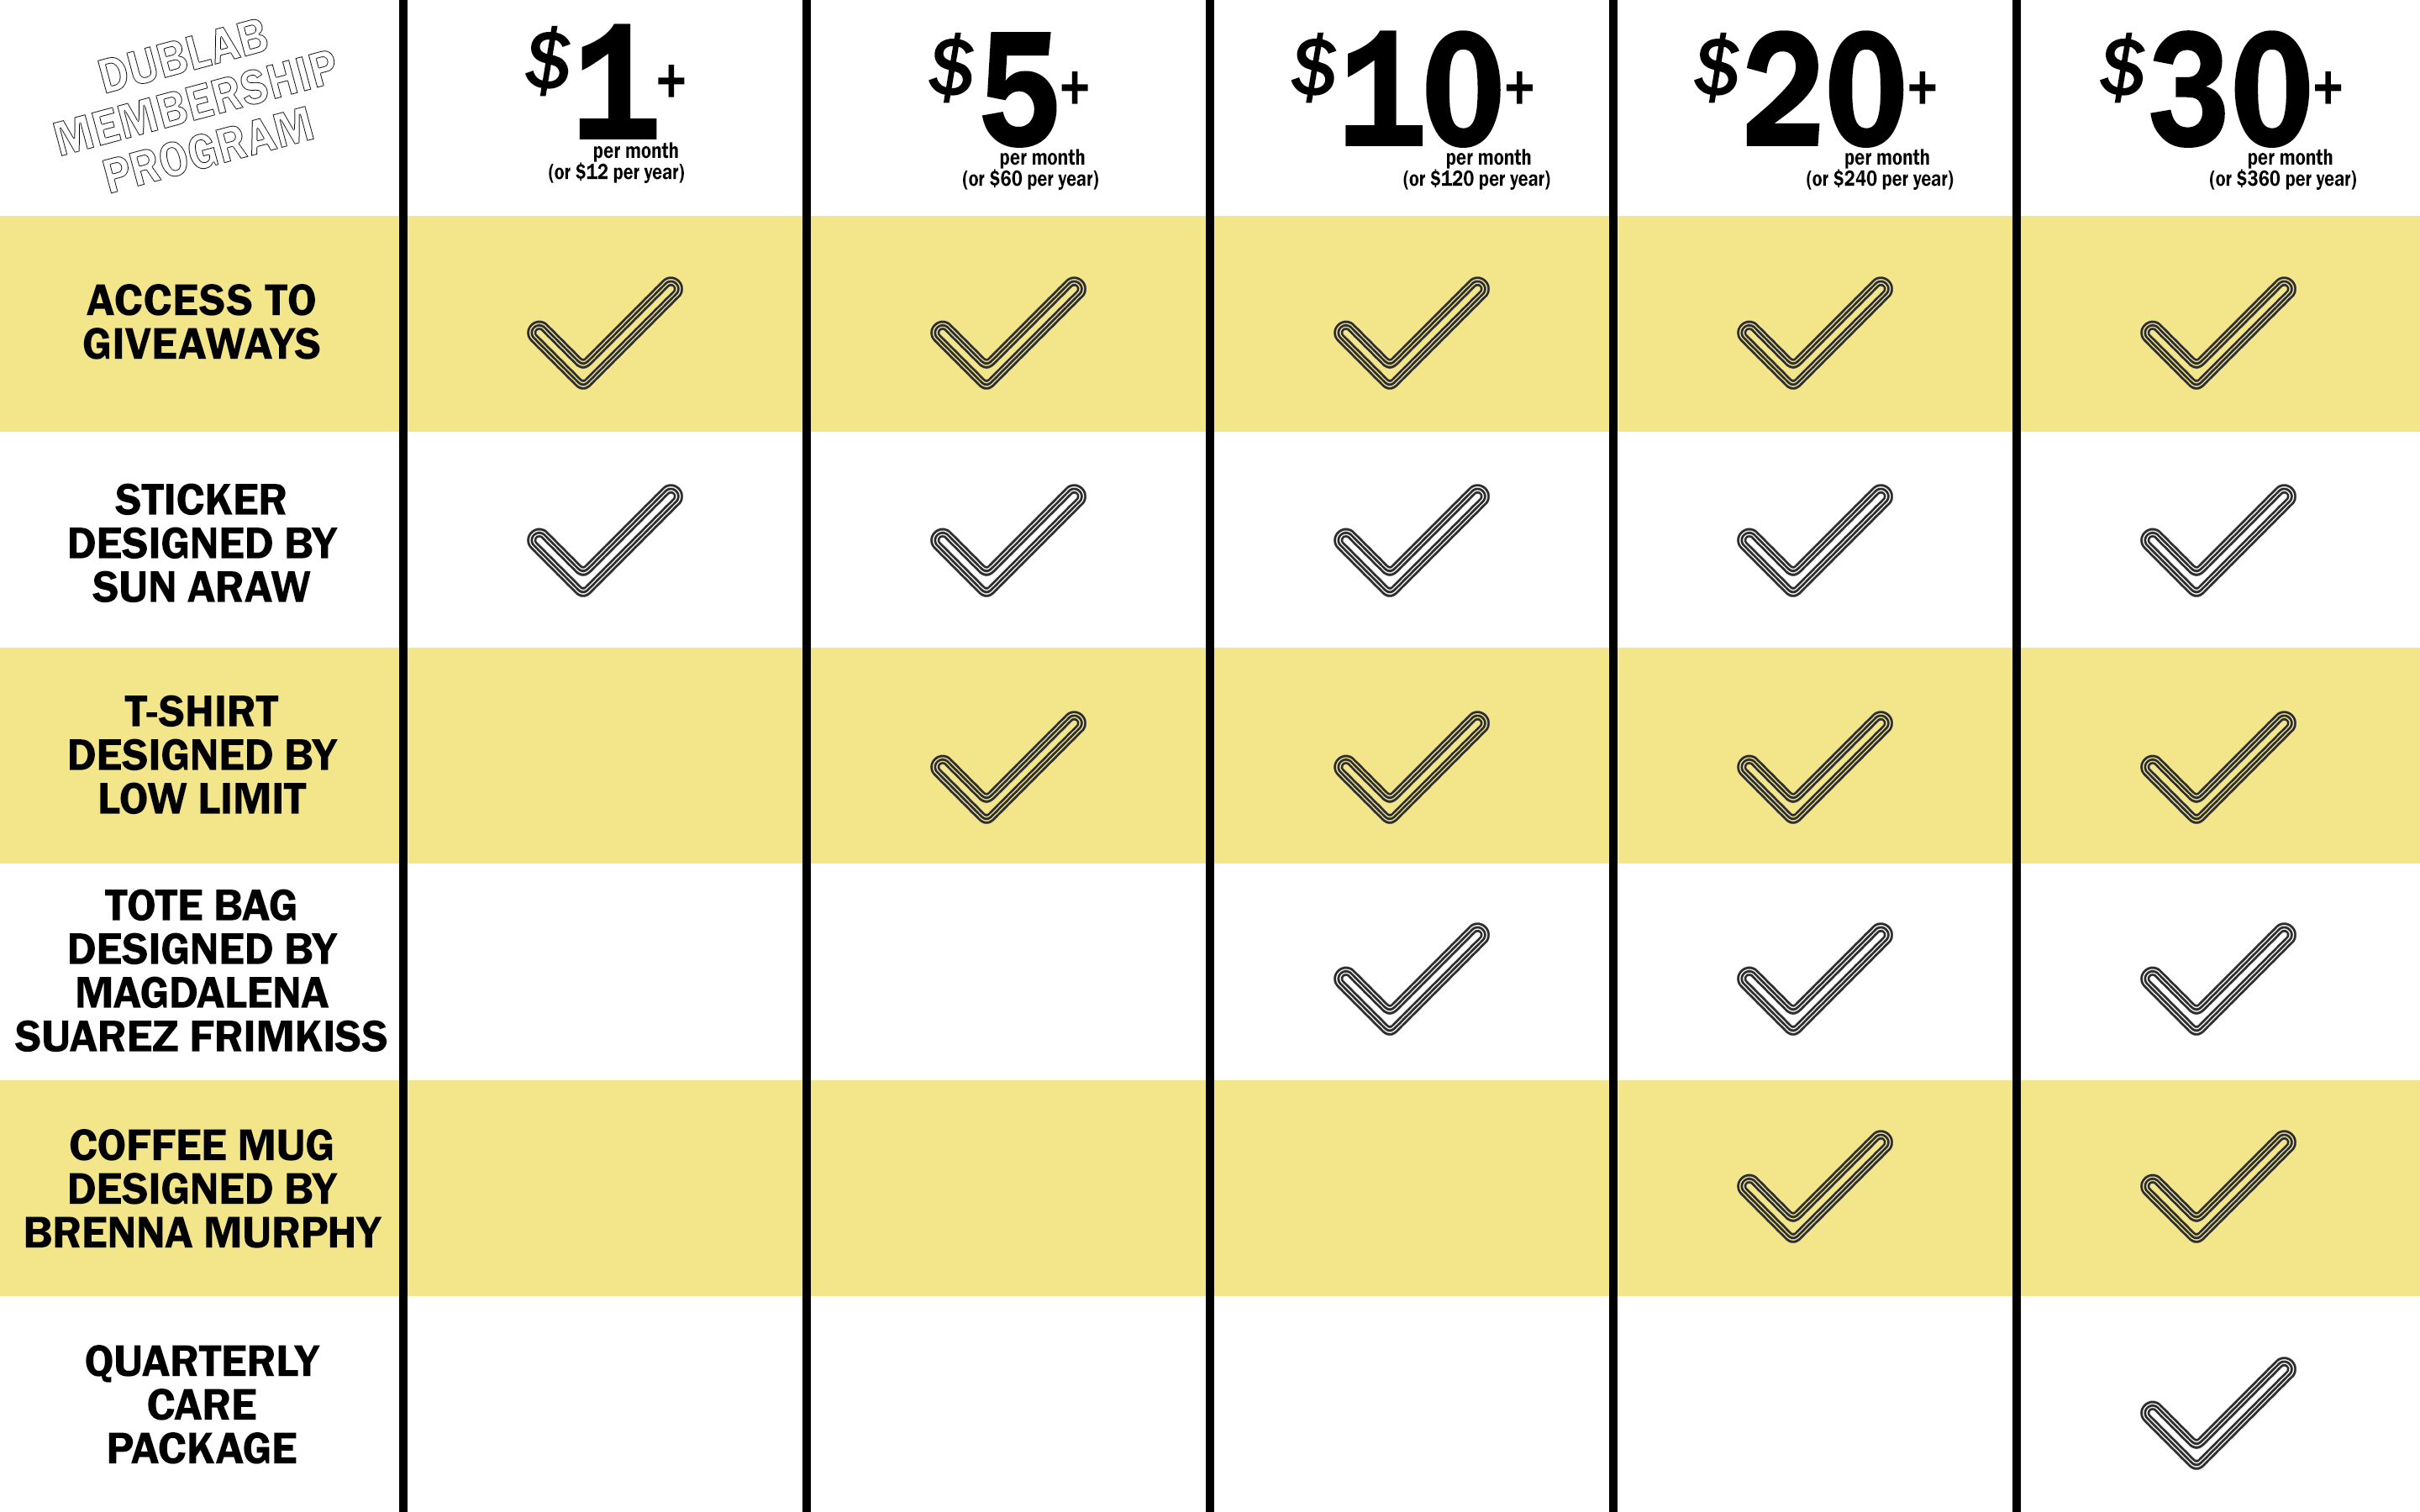 DUBLAB
MEMBERSHIP
PROGRAM
$1+
per month
(or $12 per year)
$5+
per month
(or $60 per year)
$10+
per month
(or $120 per year)
$20+
per month
(or $240 per year)
$30+
per month
(or $360 per year)
ACCESS TO
GIVEAWAYS
STICKER
DESIGNED BY
SUN ARAW
T-SHIRT
DESIGNED BY
LOW LIMIT
TOTE BAG
DESIGNED BY
MAGDALENA
SUAREZ FRIMKISS
COFFEE MUG
DESIGNED BY
BRENNA MURPHY
QUARTERLY
CARE
PACKAGE